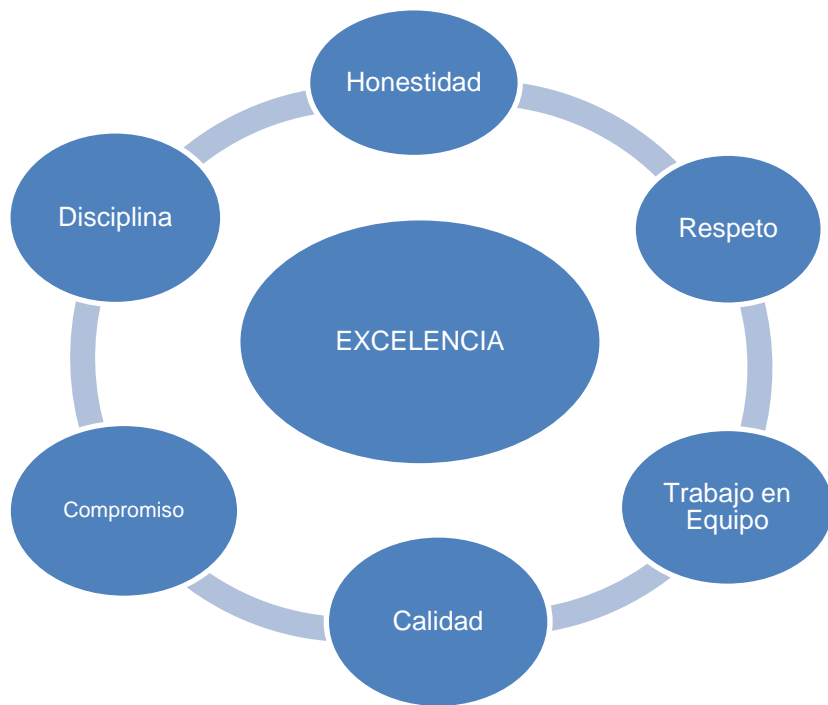 Honestidad
Disciplina
Respeto
EXCELENCIA
Compromiso
Trabajo en
Equipo
Calidad